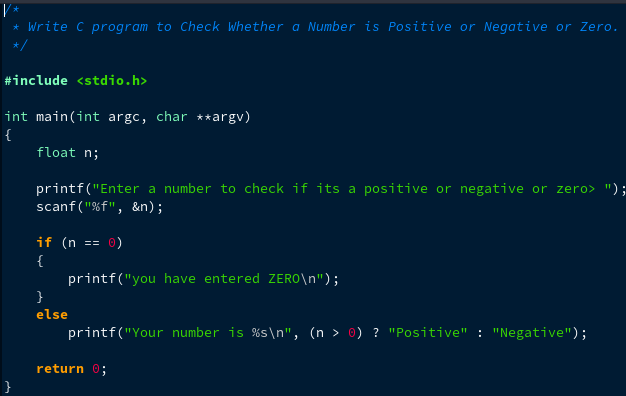 /*
 * Write C program to Check Whether a Number is Positive or Negative or Zero.
 */

#include <stdio.h>

int main(int argc, char **argv)
{
    float n;

    printf("Enter a number to check if its a positive or negative or zero> ");
    scanf("%f", &n);

    if (n == 0)
    {
        printf("you have entered ZERO\n");
    }
    else
        printf("Your number is %s\n", (n > 0) ? "Positive" : "Negative");

    return 0;
}